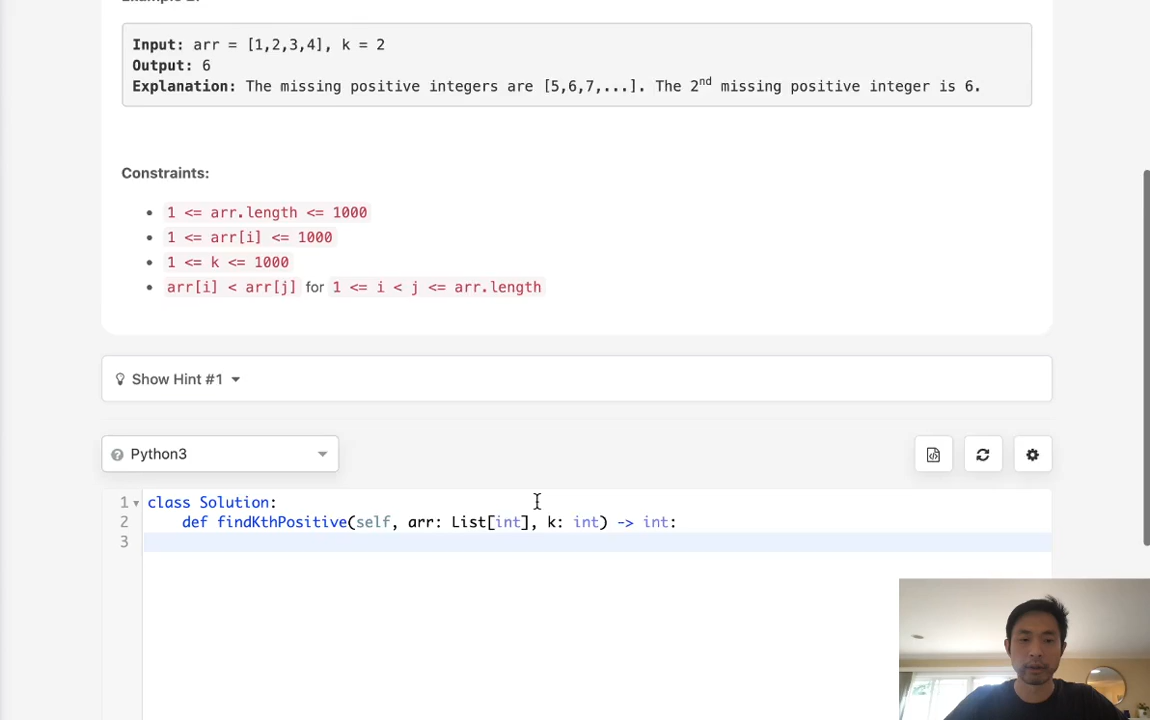 Input: arr = [1,2,3,4], k = 2
Output: 6
Explanation: The missing positive integers are [5,6,7,...]. The 2nd missing positive integer is 6.
Constraints:
• 1 <= arr.length <= 1000
• 1 <= arr[i] <= 1000
• 1 <= k <= 1000
• arr[i] < arr[j] for 1 <= i < j <= arr.length
Show Hint #1
Python3
1 class Solution:
2 def findKthPositive(self, arr: List[int], k: int) -> int:
3